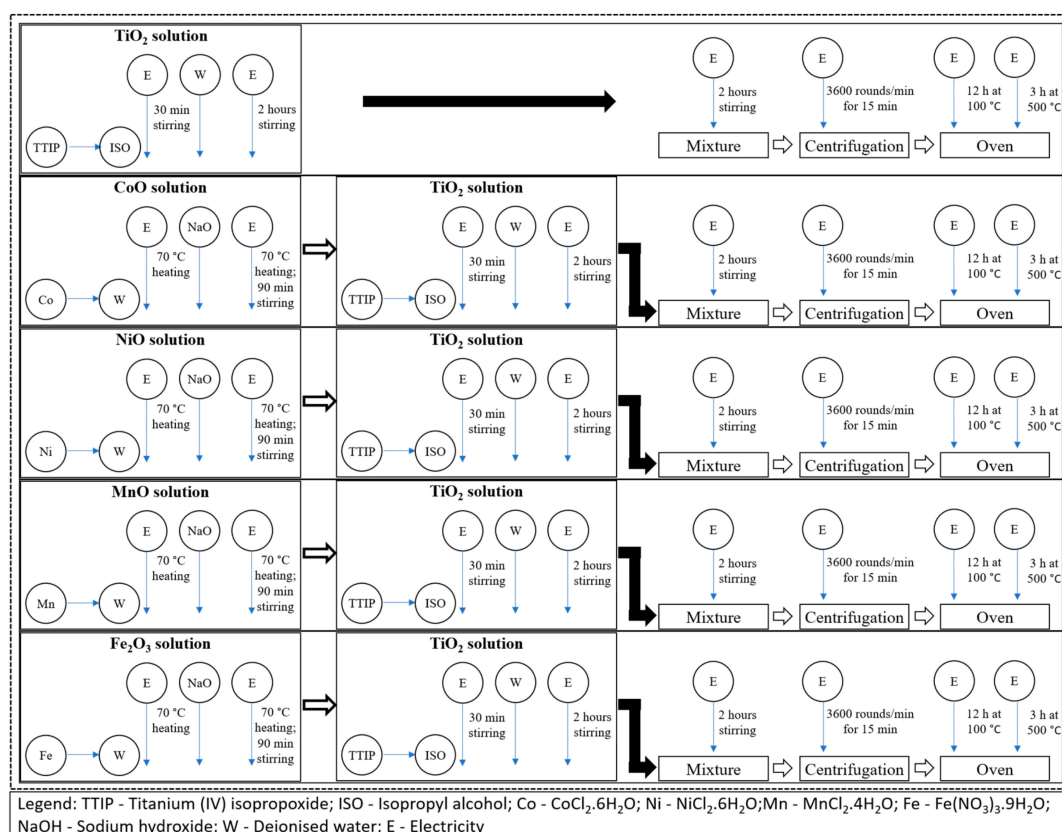 TiO₂ solution
E
W
E
30 min
stirring
2 hours
stirring
TTIP
ISO
E
E
E
E
2 hours
stirring
3600 rounds/min
for 15 min
12 h at
100 °C
3 h at
500 °C
Mixture
Centrifugation
Oven
CoO solution
E
NaO
E
70 °C
heating
70 °C
heating;
90 min
stirring
Co
W
TiO₂ solution
E
W
E
30 min
stirring
2 hours
stirring
TTIP
ISO
E
E
E
E
2 hours
stirring
3600 rounds/min
for 15 min
12 h at
100 °C
3 h at
500 °C
Mixture
Centrifugation
Oven
NiO solution
E
NaO
E
70 °C
heating
70 °C
heating;
90 min
stirring
Ni
W
TiO₂ solution
E
W
E
30 min
stirring
2 hours
stirring
TTIP
ISO
E
E
E
E
2 hours
stirring
3600 rounds/min
for 15 min
12 h at
100 °C
3 h at
500 °C
Mixture
Centrifugation
Oven
MnO solution
E
NaO
E
70 °C
heating
70 °C
heating;
90 min
stirring
Mn
W
TiO₂ solution
E
W
E
30 min
stirring
2 hours
stirring
TTIP
ISO
E
E
E
E
2 hours
stirring
3600 rounds/min
for 15 min
12 h at
100 °C
3 h at
500 °C
Mixture
Centrifugation
Oven
Fe₂O₃ solution
E
NaO
E
70 °C
heating
70 °C
heating;
90 min
stirring
Fe
W
TiO₂ solution
E
W
E
30 min
stirring
2 hours
stirring
TTIP
ISO
E
E
E
E
2 hours
stirring
3600 rounds/min
for 15 min
12 h at
100 °C
3 h at
500 °C
Mixture
Centrifugation
Oven
Legend: TTIP - Titanium (IV) isopropoxide; ISO - Isopropyl alcohol; Co - CoCl₂.6H₂O; Ni - NiCl₂.6H₂O;Mn - MnCl₂.4H₂O; Fe - Fe(NO₃)₃.9H₂O;
NaOH - Sodium hydroxide; W - Deionised water; E - Electricity